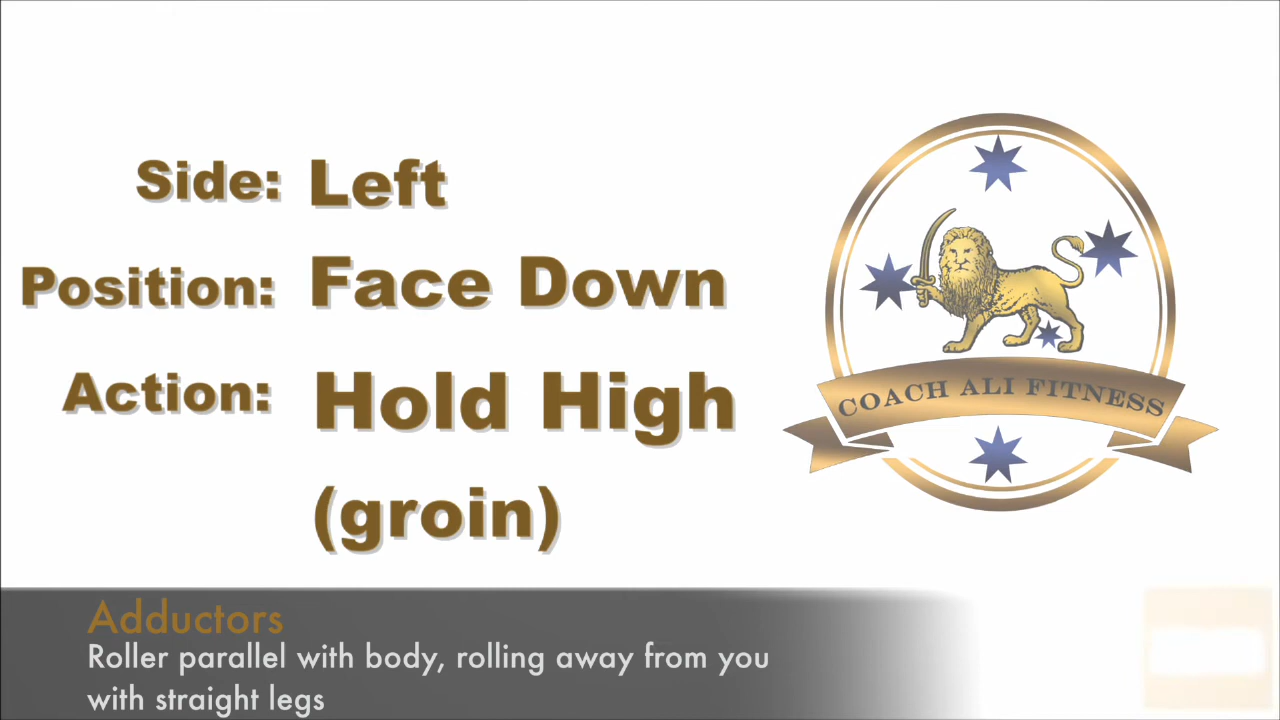 Side: Left
Position: Face Down
Action: Hold High
(groin)
COACH ALI FITNESS
Adductors
Roller parallel with body, rolling away from you
with straight legs